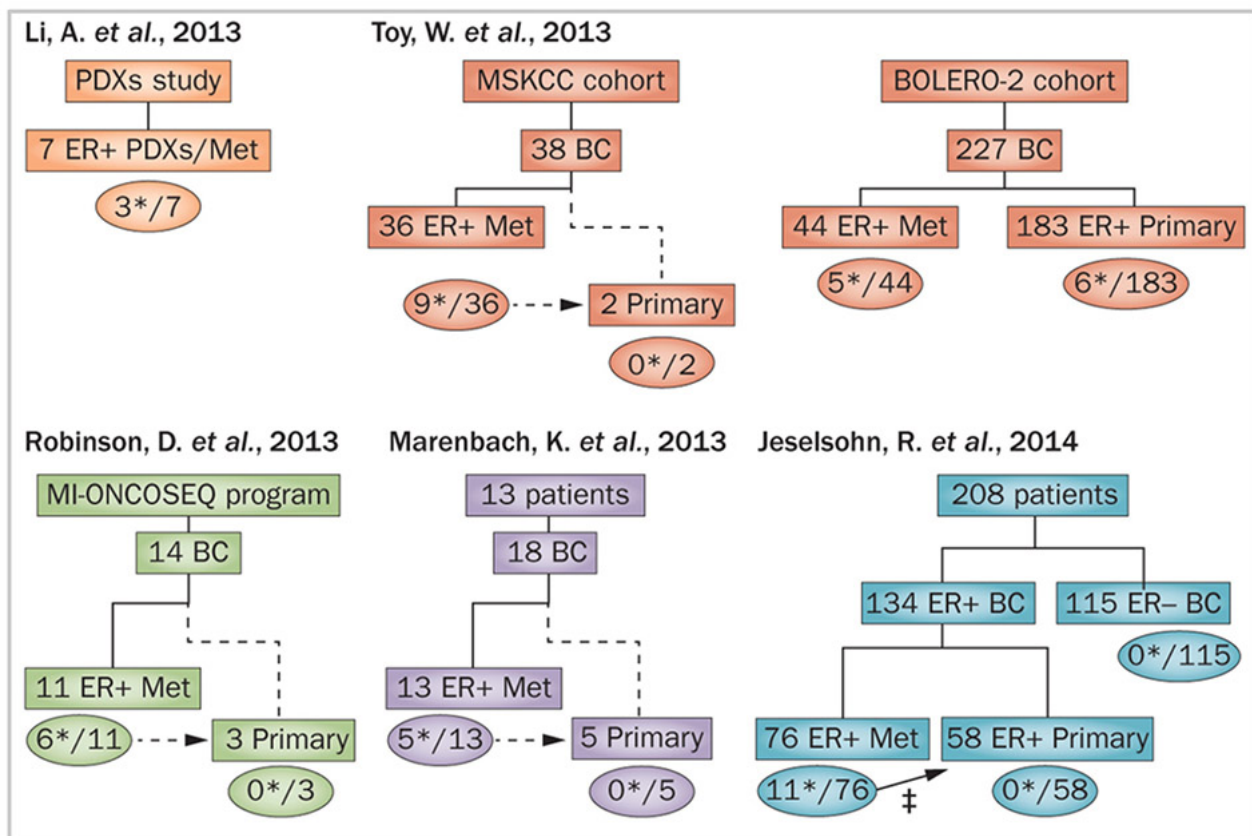 Li, A. et al., 2013
PDXs study
7 ER+ PDXs/Met
3*/7
Toy, W. et al., 2013
MSKCC cohort
38 BC
36 ER+ Met
9*/36
2 Primary
0*/2
BOLERO-2 cohort
227 BC
44 ER+ Met
183 ER+ Primary
5*/44
6*/183
Robinson, D. et al., 2013
MI-ONCOSEQ program
14 BC
11 ER+ Met
6*/11
3 Primary
0*/3
Marenbach, K. et al., 2013
13 patients
18 BC
13 ER+ Met
5*/13
5 Primary
0*/5
Jeselsohn, R. et al., 2014
208 patients
134 ER+ BC
115 ER– BC
0*/115
76 ER+ Met
58 ER+ Primary
11*/76
‡
0*/58